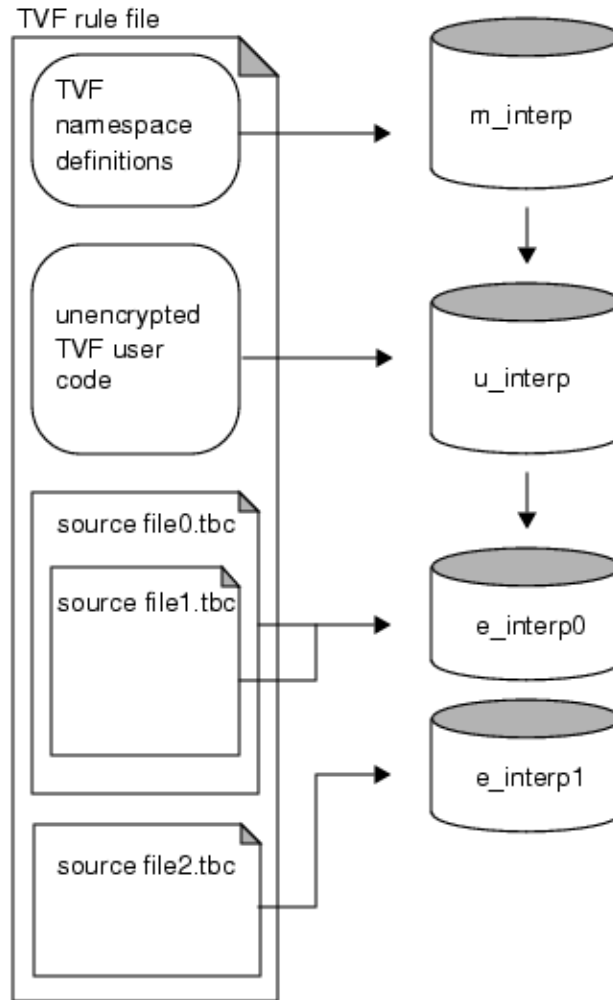 TVF rule file
TVF
namespace
definitions
m_interp
unencrypted
TVF user
code
u_interp
source file0.tbc
source file1.tbc
e_interp0
e_interp1
source file2.tbc